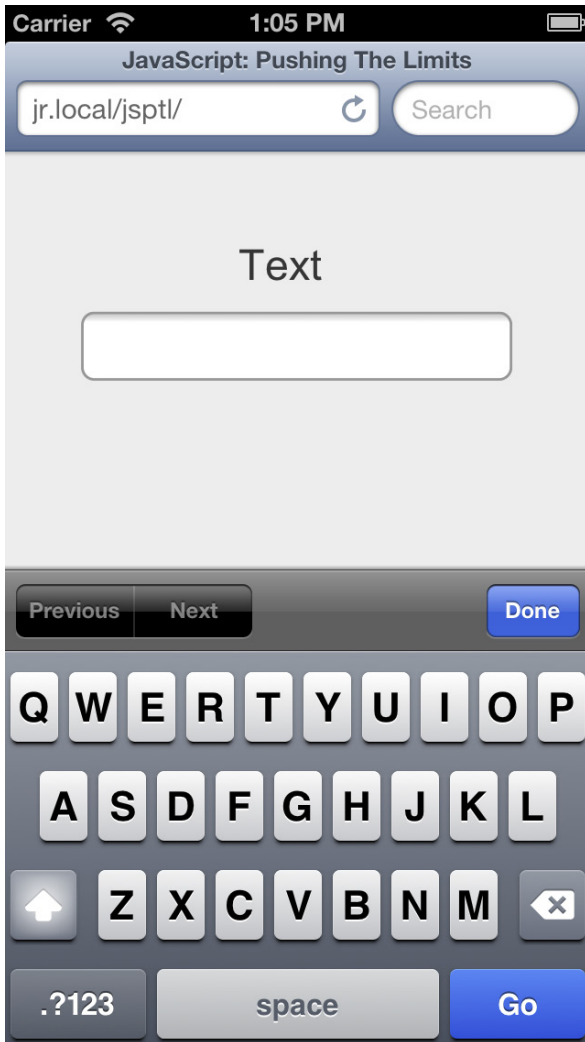 Carrier 1:05 PM
JavaScript: Pushing The Limits
jr.local/jsptl/ Search
Text
Previous Next Done
Q W E R T Y U I O P
A S D F G H J K L
Z X C V B N M
.?123 space Go